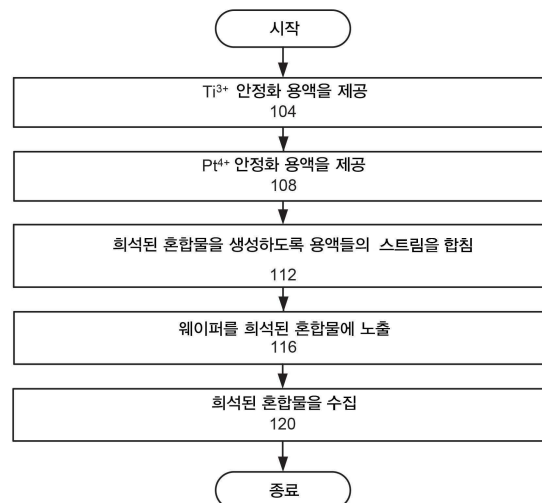 시작
Ti³⁺ 안정화 용액을 제공
104
Pt⁴⁺ 안정화 용액을 제공
108
희석된 혼합물을 생성하도록 용액들의 스트림을 합침
112
웨이퍼를 희석된 혼합물에 노출
116
희석된 혼합물을 수집
120
종료